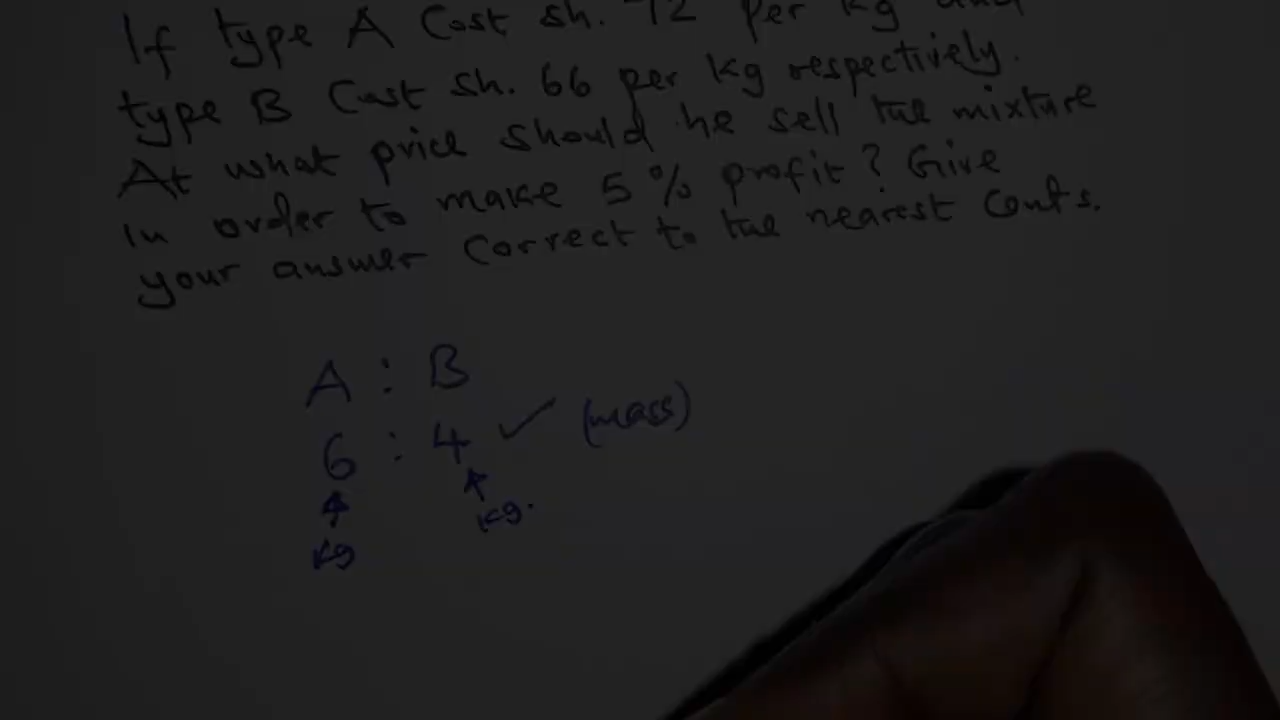 If type A Cost sh. 72 per kg and
type B Cost sh. 66 per kg respectively.
At what price should he sell the mixture
in order to make 5% profit? Give
your answer correct to the nearest Cents.
A : B
6 : 4 ✓ (mass)
kg kg.